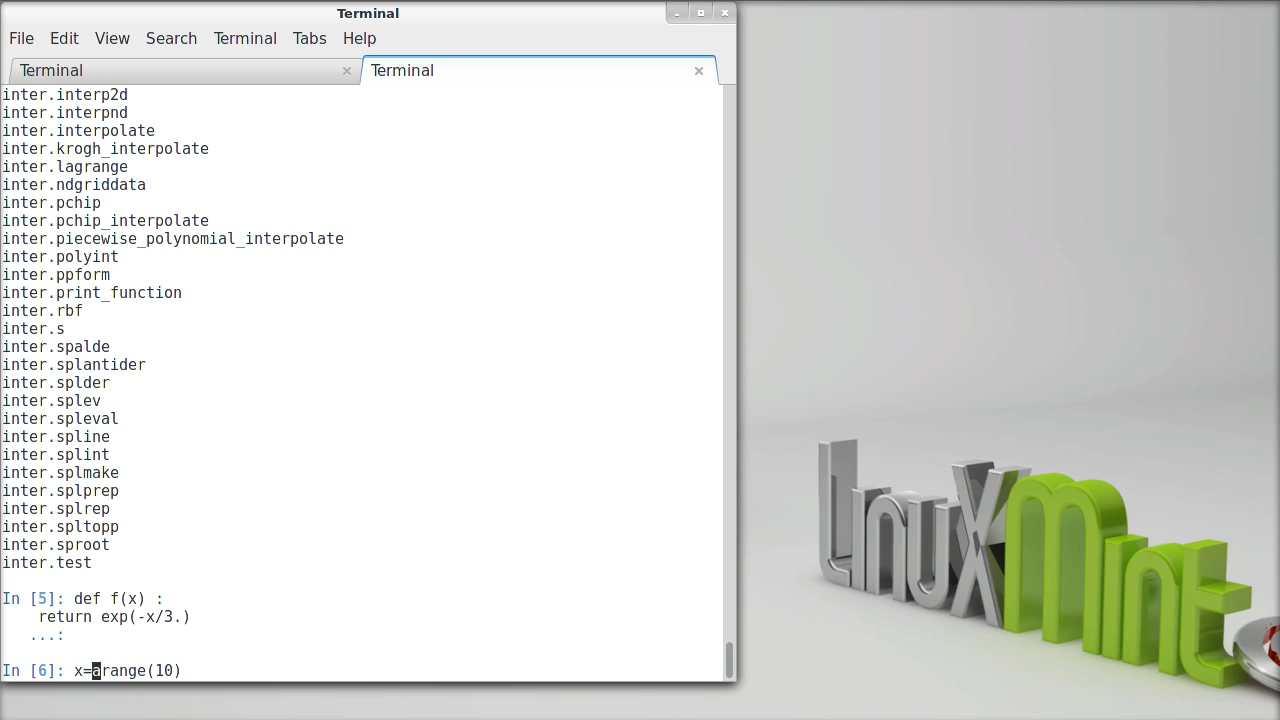 Terminal
File Edit View Search Terminal Tabs Help
Terminal Terminal
inter.interp2d
inter.interpnd
inter.interpolate
inter.krogh_interpolate
inter.lagrange
inter.ndgriddata
inter.pchip
inter.pchip_interpolate
inter.piecewise_polynomial_interpolate
inter.polyint
inter.ppform
inter.print_function
inter.rbf
inter.s
inter.spalde
inter.splantider
inter.splder
inter.splev
inter.spleval
inter.spline
inter.splint
inter.splmake
inter.splprep
inter.splrep
inter.spltopp
inter.sproot
inter.test
In [5]: def f(x) :
    return exp(-x/3.)
   ...:
In [6]: x=arange(10)
LinuxMint